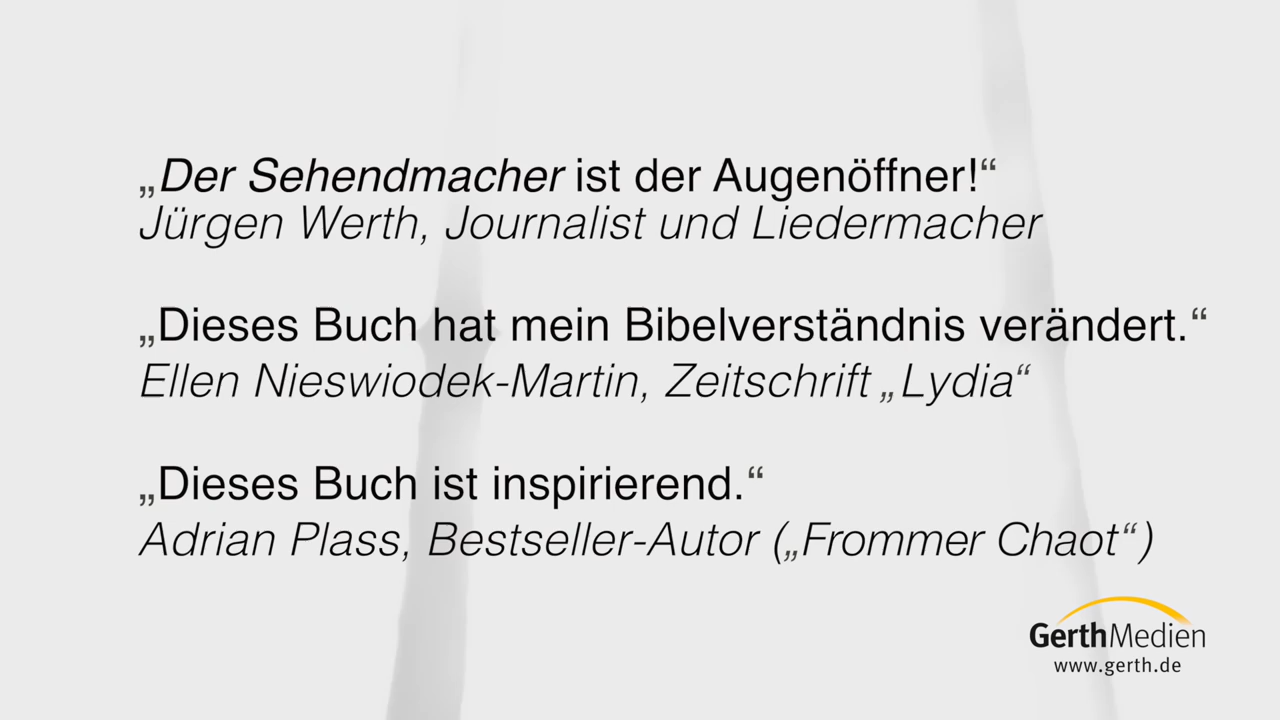 „Der Sehendmacher ist der Augenöffner!“
Jürgen Werth, Journalist und Liedermacher
„Dieses Buch hat mein Bibelverständnis verändert.“
Ellen Nieswiodek-Martin, Zeitschrift „Lydia“
„Dieses Buch ist inspirierend.“
Adrian Plass, Bestseller-Autor („Frommer Chaot“)
GerthMedien
www.gerth.de